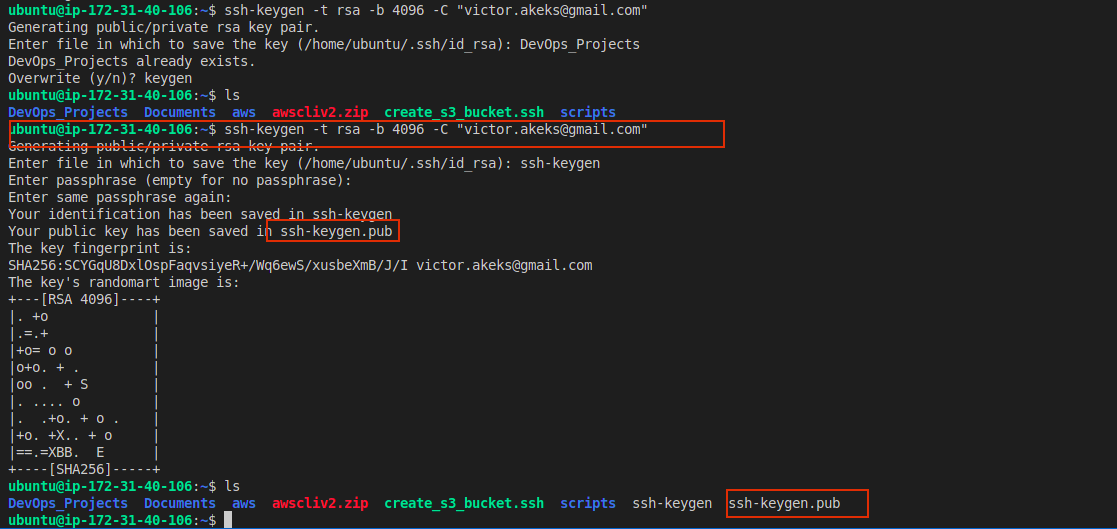 ubuntu@ip-172-31-40-106:~$ ssh-keygen -t rsa -b 4096 -C "victor.akeks@gmail.com"
Generating public/private rsa key pair.
Enter file in which to save the key (/home/ubuntu/.ssh/id_rsa): DevOps_Projects
DevOps_Projects already exists.
Overwrite (y/n)? keygen
ubuntu@ip-172-31-40-106:~$ ls
DevOps_Projects  Documents  aws  awscliv2.zip  create_s3_bucket.ssh  scripts
ubuntu@ip-172-31-40-106:~$ ssh-keygen -t rsa -b 4096 -C "victor.akeks@gmail.com"
Generating public/private rsa key pair.
Enter file in which to save the key (/home/ubuntu/.ssh/id_rsa): ssh-keygen
Enter passphrase (empty for no passphrase):
Enter same passphrase again:
Your identification has been saved in ssh-keygen
Your public key has been saved in ssh-keygen.pub
The key fingerprint is:
SHA256:SCYGqU8DxlOspFaqvsiyeR+/Wq6ewS/xusbeXmB/J/I victor.akeks@gmail.com
The key's randomart image is:
+---[RSA 4096]----+
|. +o             |
|.=.+             |
|+o= o o          |
|o+o. + .         |
|oo .  + S        |
|. .... o         |
|.  .+o. + o .    |
|+o. +X.. + o     |
|==.=XBB.  E      |
+----[SHA256]-----+
ubuntu@ip-172-31-40-106:~$ ls
DevOps_Projects  Documents  aws  awscliv2.zip  create_s3_bucket.ssh  scripts  ssh-keygen  ssh-keygen.pub
ubuntu@ip-172-31-40-106:~$